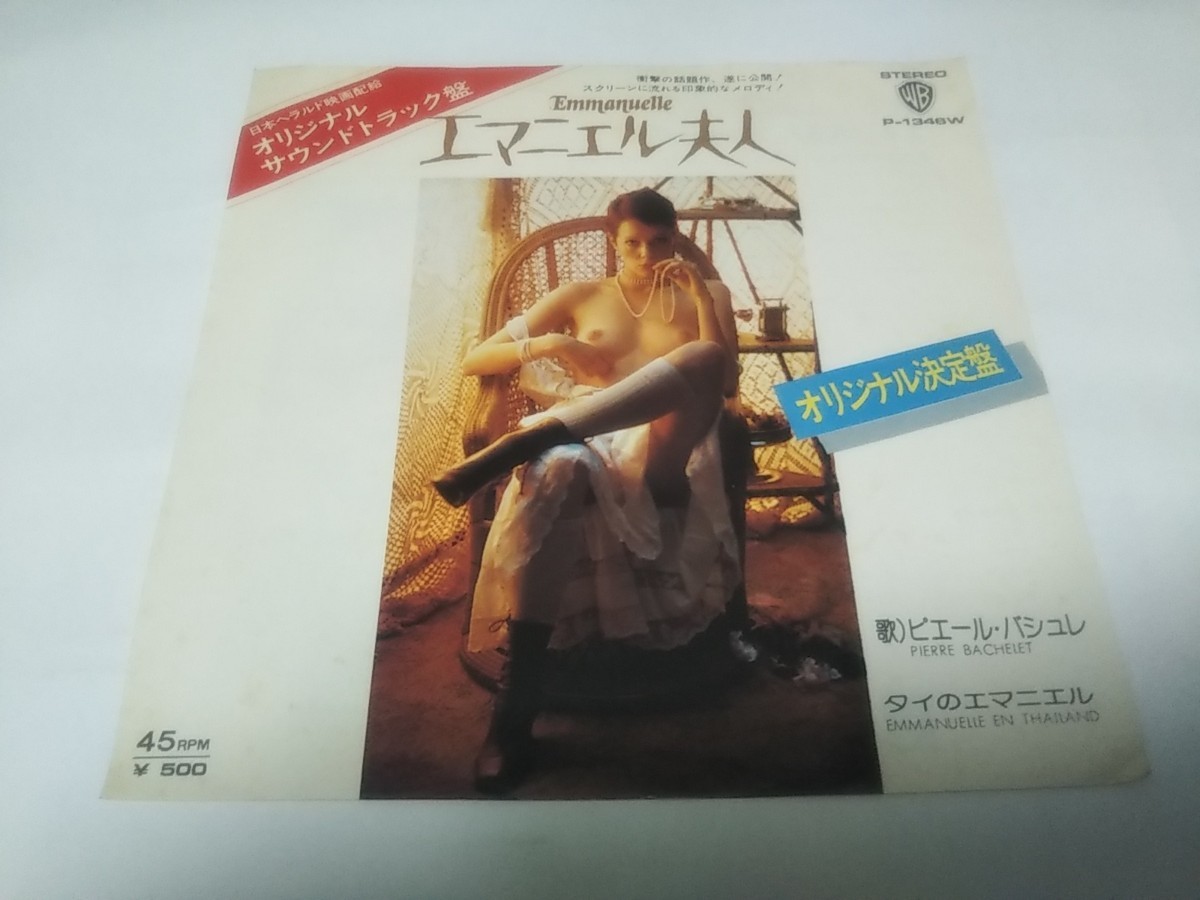 日本ヘラルド映画配給
オリジナル
サウンドトラック盤
衝撃の話題作、遂に公開!
スクリーンに流れる印象的なメロディ!
Emmanuelle
エマニエル夫人
STEREO
WB
P-1346W
オリジナル決定盤
歌)ピエール・バシュレ
PIERRE BACHELET
タイのエマニエル
EMMANUELLE EN THAILAND
45RPM
¥ 500